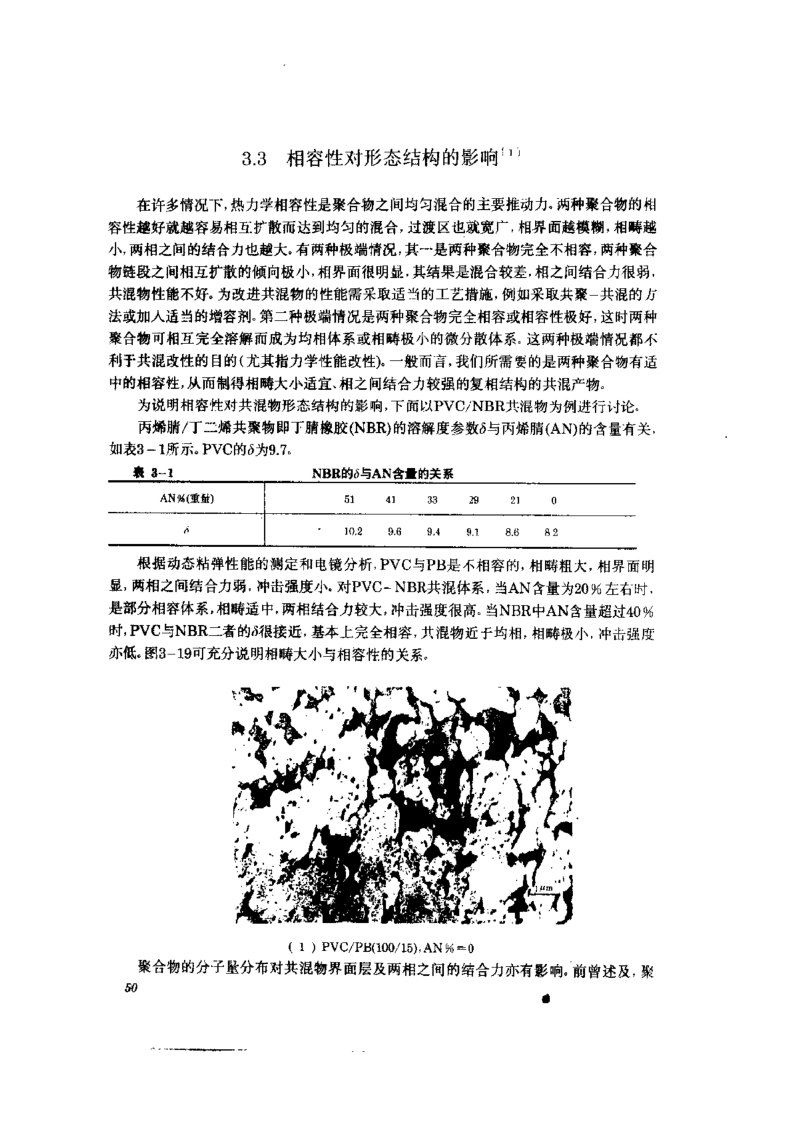 3.3 相容性对形态结构的影响[1]
在许多情况下,热力学相容性是聚合物之间均匀混合的主要推动力。两种聚合物的相
容性越好就越容易相互扩散而达到均匀的混合,过渡区也就宽广,相界面越模糊,相畴越
小,两相之间的结合力也越大。有两种极端情况,其一是两种聚合物完全不相容,两种聚合
物链段之间相互扩散的倾向极小,相界面很明显,其结果是混合较差,相之间结合力很弱,
共混物性能不好。为改进共混物的性能需采取适当的工艺措施,例如采取共聚-共混的方
法或加入适当的增容剂。第二种极端情况是两种聚合物完全相容或相容性极好,这时两种
聚合物可相互完全溶解而成为均相体系或相畴极小的微分散体系。这两种极端情况都不
利于共混改性的目的(尤其指力学性能改性)。一般而言,我们所需要的是两种聚合物有适
中的相容性,从而制得相畴大小适宜、相之间结合力较强的复相结构的共混产物。
为说明相容性对共混物形态结构的影响,下面以PVC/NBR共混物为例进行讨论。
丙烯腈/丁二烯共聚物即丁腈橡胶(NBR)的溶解度参数δ与丙烯腈(AN)的含量有关,
如表3-1所示。PVC的δ为9.7。
表 3-1 NBR的δ与AN含量的关系
AN%(重量) 51 41 33 29 21 0
δ 10.2 9.6 9.4 9.1 8.6 8.2
根据动态粘弹性能的测定和电镜分析,PVC与PB是不相容的,相畴粗大,相界面明
显,两相之间结合力弱,冲击强度小。对PVC-NBR共混体系,当AN含量为20%左右时,
是部分相容体系,相畴适中,两相结合力较大,冲击强度很高。当NBR中AN含量超过40%
时,PVC与NBR二者的δ很接近,基本上完全相容,共混物近于均相,相畴极小,冲击强度
亦低。图3-19可充分说明相畴大小与相容性的关系。
1μm
(1)PVC/PB(100/15),AN%=0
聚合物的分子量分布对共混物界面层及两相之间的结合力亦有影响。前曾述及,聚
50